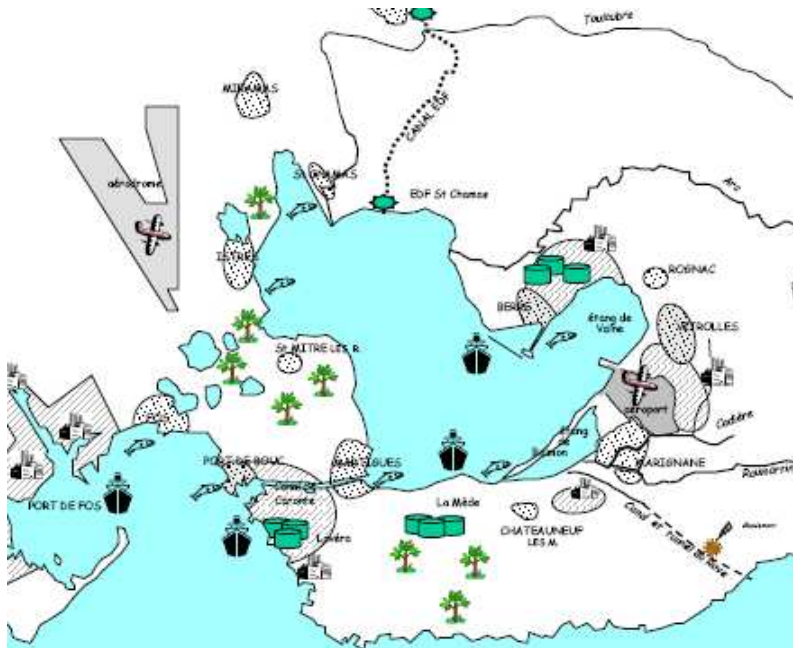 Touloubre
MIRAMAS
CANAL EDF
aérodrome
St CHAMAS
EDF St Chamas
Arc
ISTRES
ROGNAC
BERRE
étang de
Vaïne
VITROLLES
St MITRE LES R.
aéroport
Cadière
étang
de
Bolmon
PORT DE BOUC
MARTIGUES
MARIGNANE
Canal de
Caronte
PORT DE FOS
La Mède
CHATEAUNEUF
LES M.
Lavéra
Canal et Tunnel du Rove